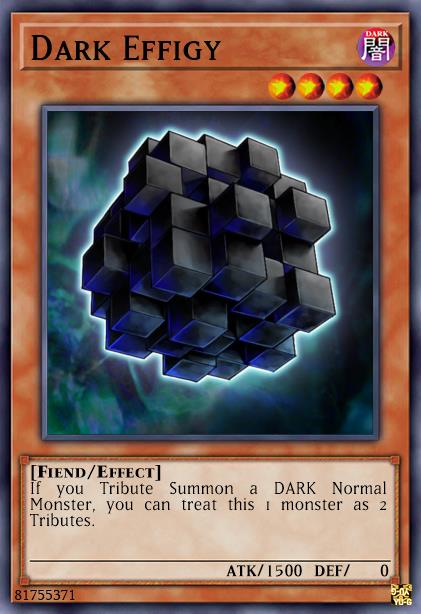 Dark Effigy
DARK
闇
[Fiend/Effect]
If you Tribute Summon a DARK Normal
Monster, you can treat this 1 monster as 2
Tributes.
ATK/1500 DEF/ 0
81755371